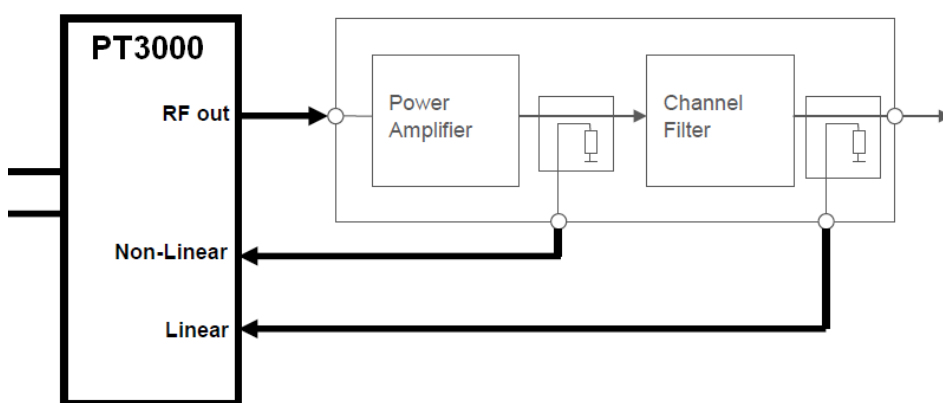 PT3000
RF out
Power
Amplifier
Channel
Filter
Non-Linear
Linear